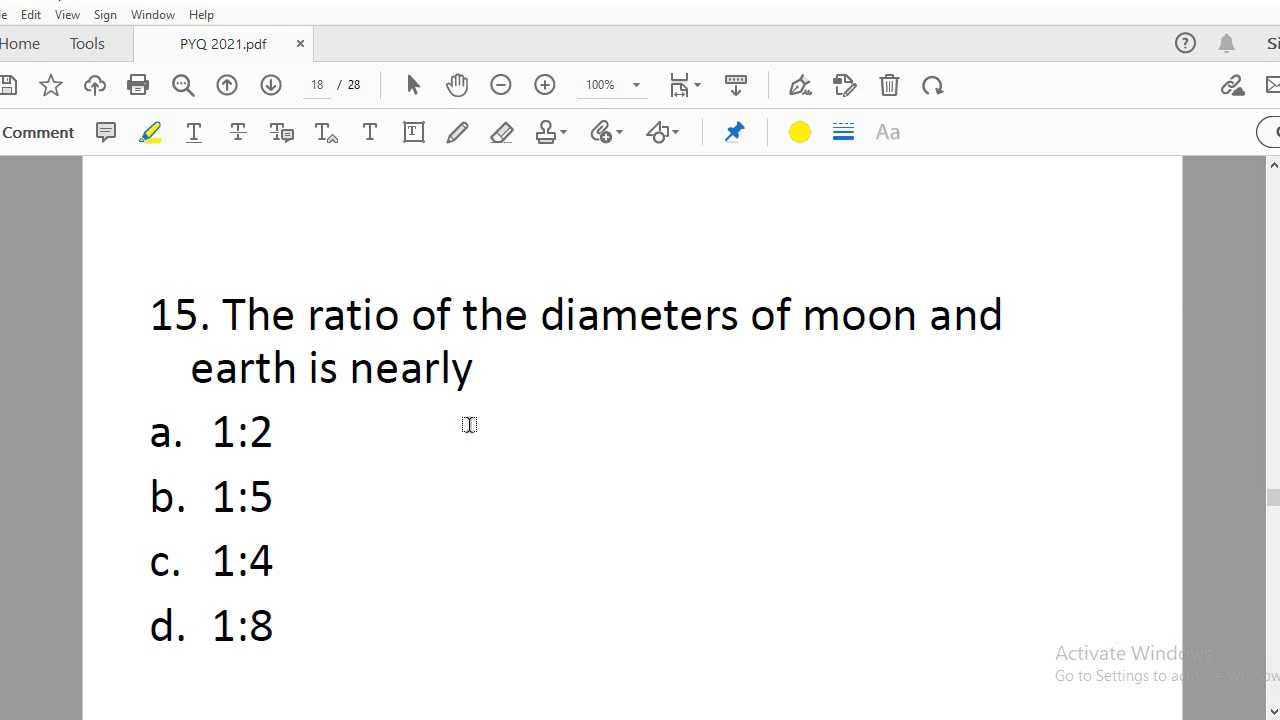 Edit View Sign Window Help
Home Tools PYQ 2021.pdf ×
18 / 28 100%
Comment T T T T T Aa
15. The ratio of the diameters of moon and
earth is nearly
a. 1:2
b. 1:5
c. 1:4
d. 1:8
Activate Windows
Go to Settings to activate Window